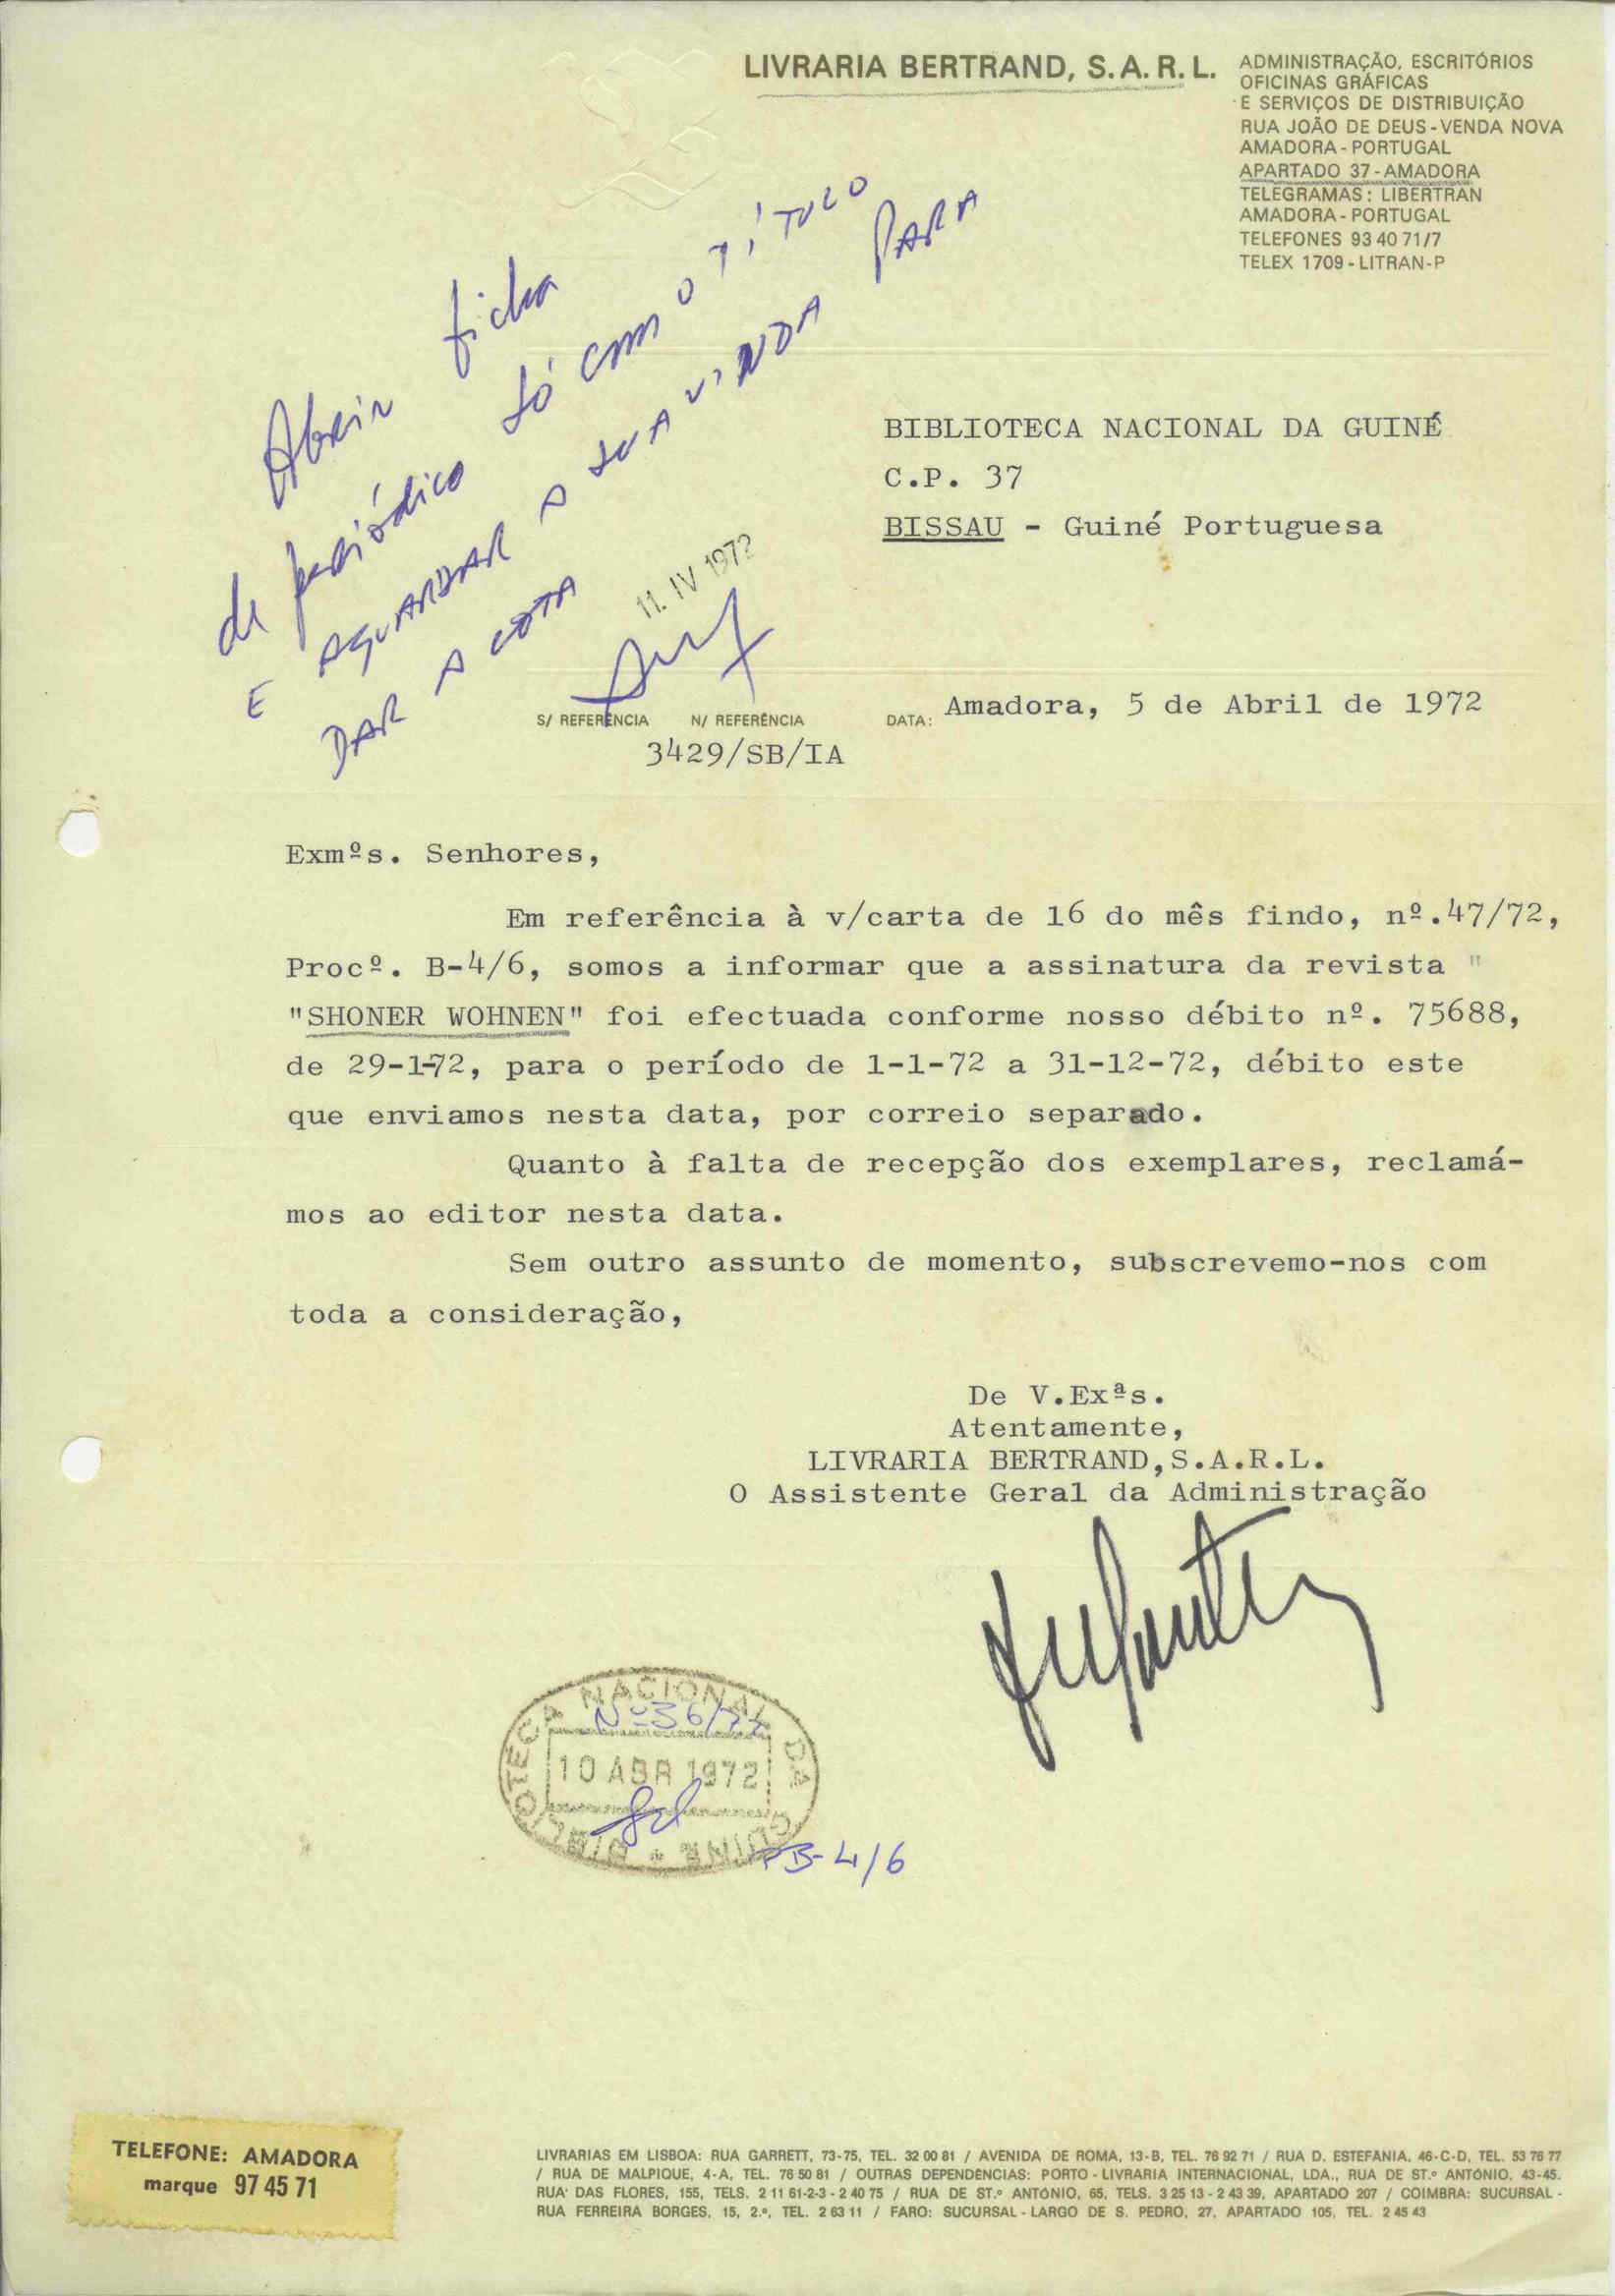 LIVRARIA BERTRAND, S.A.R.L.
ADMINISTRAÇÃO, ESCRITÓRIOS
OFICINAS GRÁFICAS
E SERVIÇOS DE DISTRIBUIÇÃO
RUA JOÃO DE DEUS-VENDA NOVA
AMADORA-PORTUGAL
APARTADO 37-AMADORA
TELEGRAMAS: LIBERTRAN
AMADORA-PORTUGAL
TELEFONES 93 40 71/7
TELEX 1709-LITRAN-P
Abrir ficha
de periódico só com o TÍTULO
E AGUARDAR A SUA VINDA PARA
DAR A COTA
11. IV 1972
BIBLIOTECA NACIONAL DA GUINÉ
C.P. 37
BISSAU - Guiné Portuguesa
S/ REFERÊNCIA N/ REFERÊNCIA DATA: Amadora, 5 de Abril de 1972
3429/SB/IA
Exmºs. Senhores,
Em referência à v/carta de 16 do mês findo, nº.47/72,
Procº. B-4/6, somos a informar que a assinatura da revista "
"SHONER WOHNEN" foi efectuada conforme nosso débito nº. 75688,
de 29-1-72, para o período de 1-1-72 a 31-12-72, débito este
que enviamos nesta data, por correio separado.
Quanto à falta de recepção dos exemplares, reclamá-
mos ao editor nesta data.
Sem outro assunto de momento, subscrevemo-nos com
toda a consideração,
De V.Exªs.
Atentamente,
LIVRARIA BERTRAND,S.A.R.L.
O Assistente Geral da Administração
BIBLIOTECA NACIONAL DA GUINÉ
Nº 36/72
10 ABR 1972
B-4/6
TELEFONE: AMADORA
marque 97 45 71
LIVRARIAS EM LISBOA: RUA GARRETT, 73-75, TEL. 32 00 81 / AVENIDA DE ROMA, 13-B, TEL. 76 92 71 / RUA D. ESTEFANIA, 46-C-D, TEL. 53 76 77
/ RUA DE MALPIQUE, 4-A, TEL. 76 50 81 / OUTRAS DEPENDÊNCIAS: PORTO - LIVRARIA INTERNACIONAL, LDA., RUA DE ST.º ANTÓNIO, 43-45.
RUA DAS FLORES, 155, TELS. 2 11 61-2-3 - 2 40 75 / RUA DE ST.º ANTÓNIO, 65, TELS. 3 25 13 - 2 43 39, APARTADO 207 / COIMBRA: SUCURSAL -
RUA FERREIRA BORGES, 15, 2.º, TEL. 2 63 11 / FARO: SUCURSAL - LARGO DE S. PEDRO, 27, APARTADO 105, TEL. 2 45 43